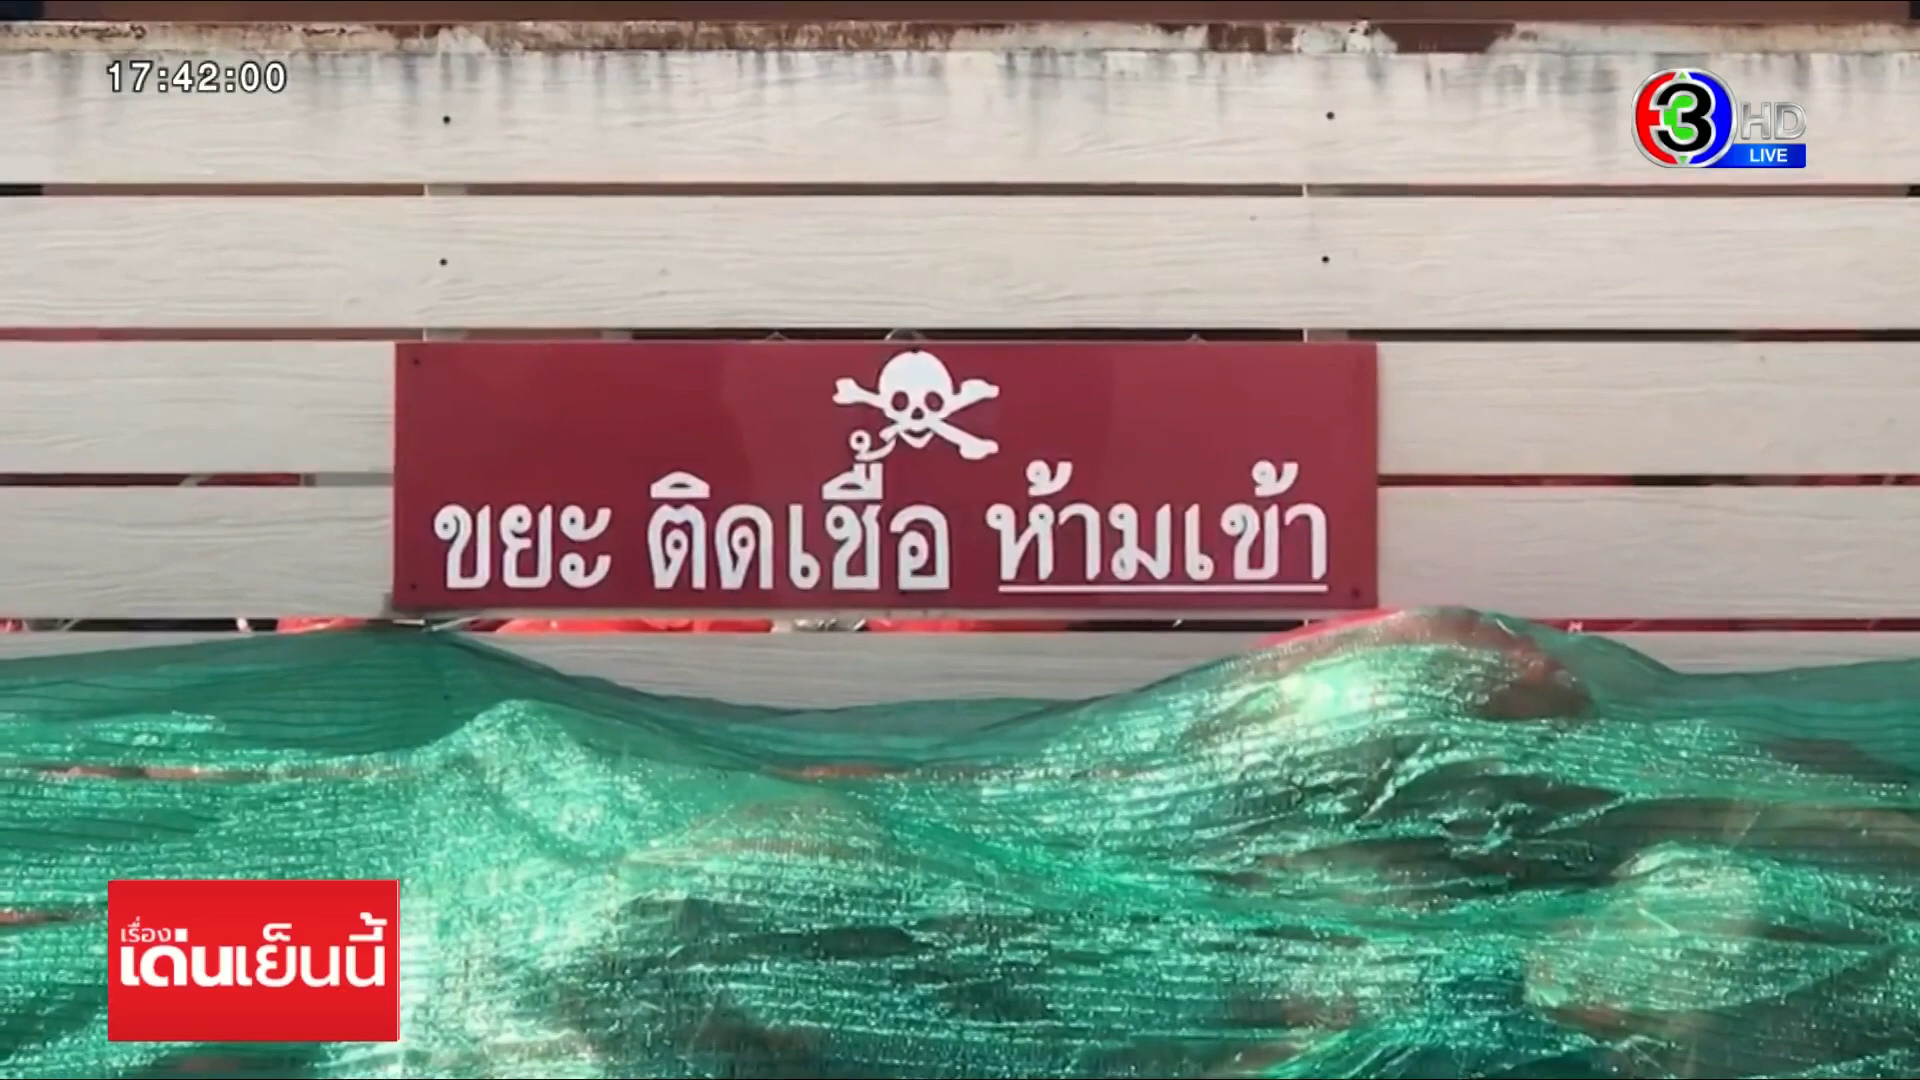 17:42:00
3 HD
LIVE
ขยะ ติดเชื้อ ห้ามเข้า
เรื่อง
เด่นเย็นนี้